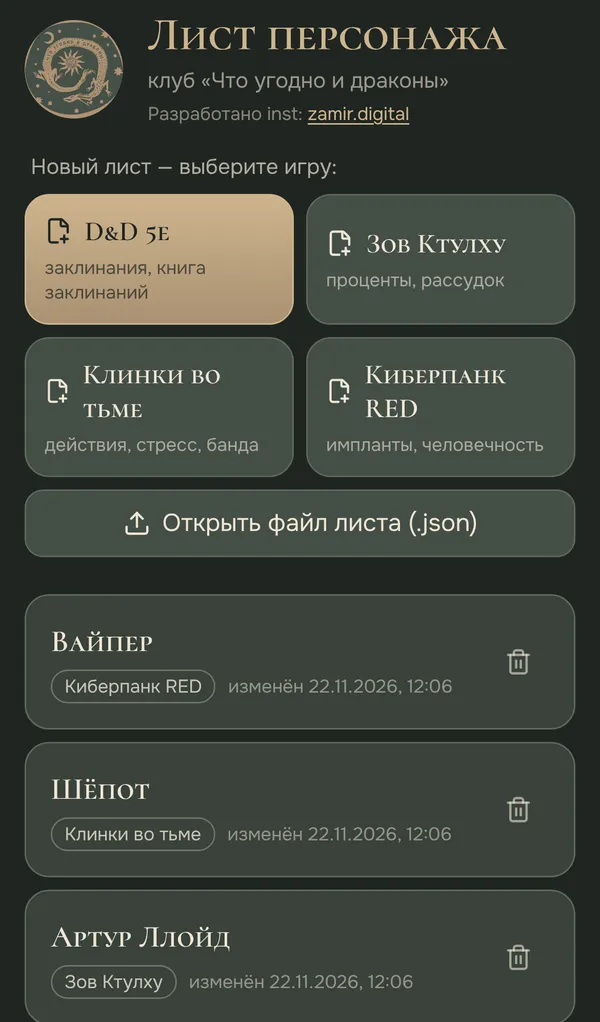 Лист персонажа
клуб «Что угодно и драконы»
Разработано inst: zamir.digital
Новый лист — выберите игру:
D&D 5e
заклинания, книга
заклинаний
Зов Ктулху
проценты, рассудок
Клинки во
тьме
действия, стресс, банда
Киберпанк
RED
импланты, человечность
Открыть файл листа (.json)
Вайпер
Киберпанк RED изменён 22.11.2026, 12:06
Шёпот
Клинки во тьме изменён 22.11.2026, 12:06
Артур Ллойд
Зов Ктулху изменён 22.11.2026, 12:06